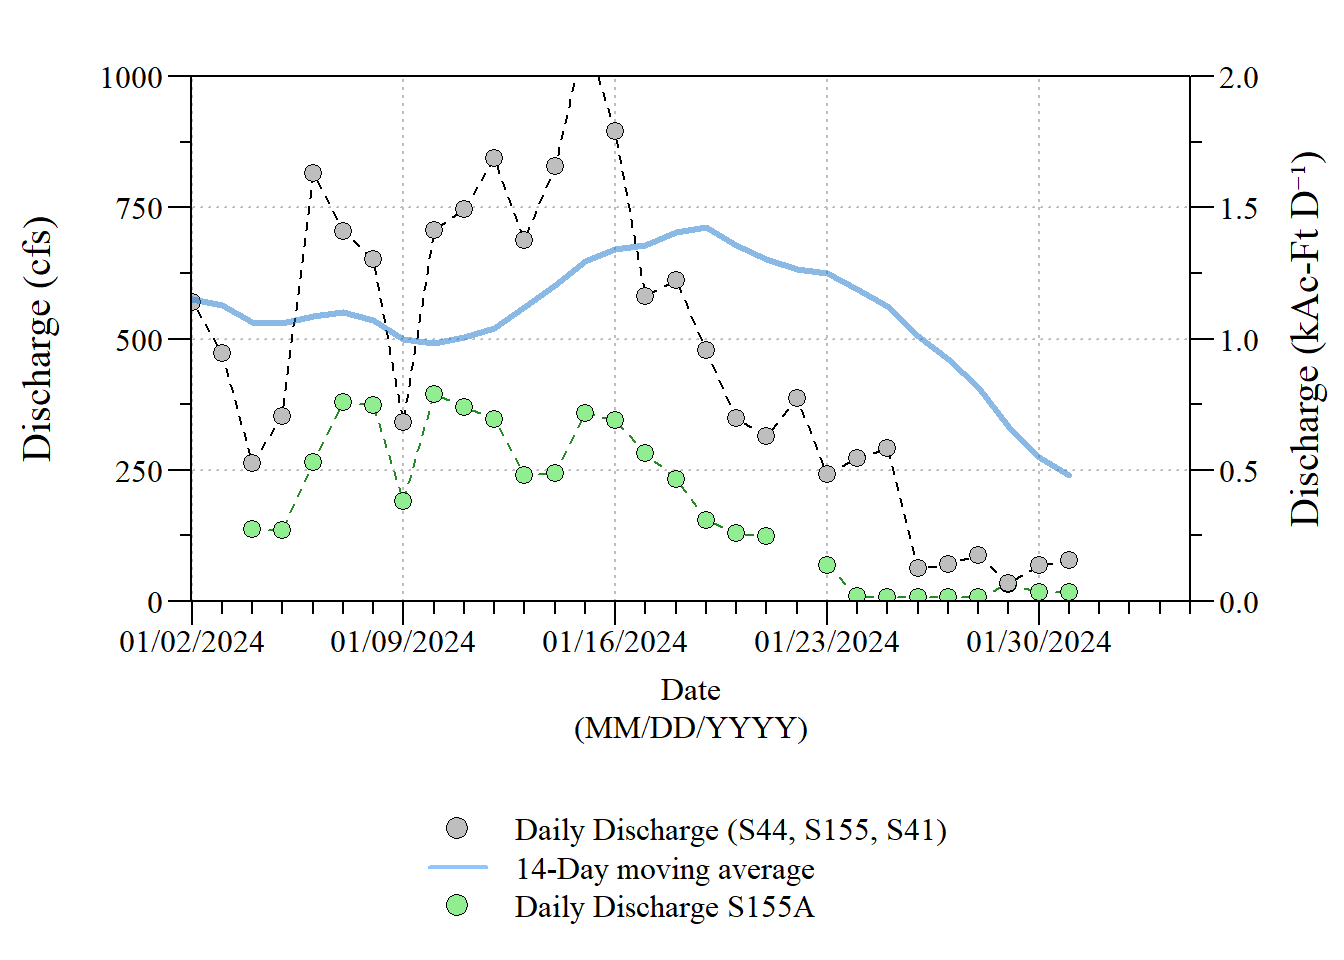 1000
750
500
250
0
Discharge (cfs)
2.0
1.5
1.0
0.5
0.0
Discharge (kAc-Ft D⁻¹)
01/02/2024 01/09/2024 01/16/2024 01/23/2024 01/30/2024
Date
(MM/DD/YYYY)
Daily Discharge (S44, S155, S41)
14-Day moving average
Daily Discharge S155A